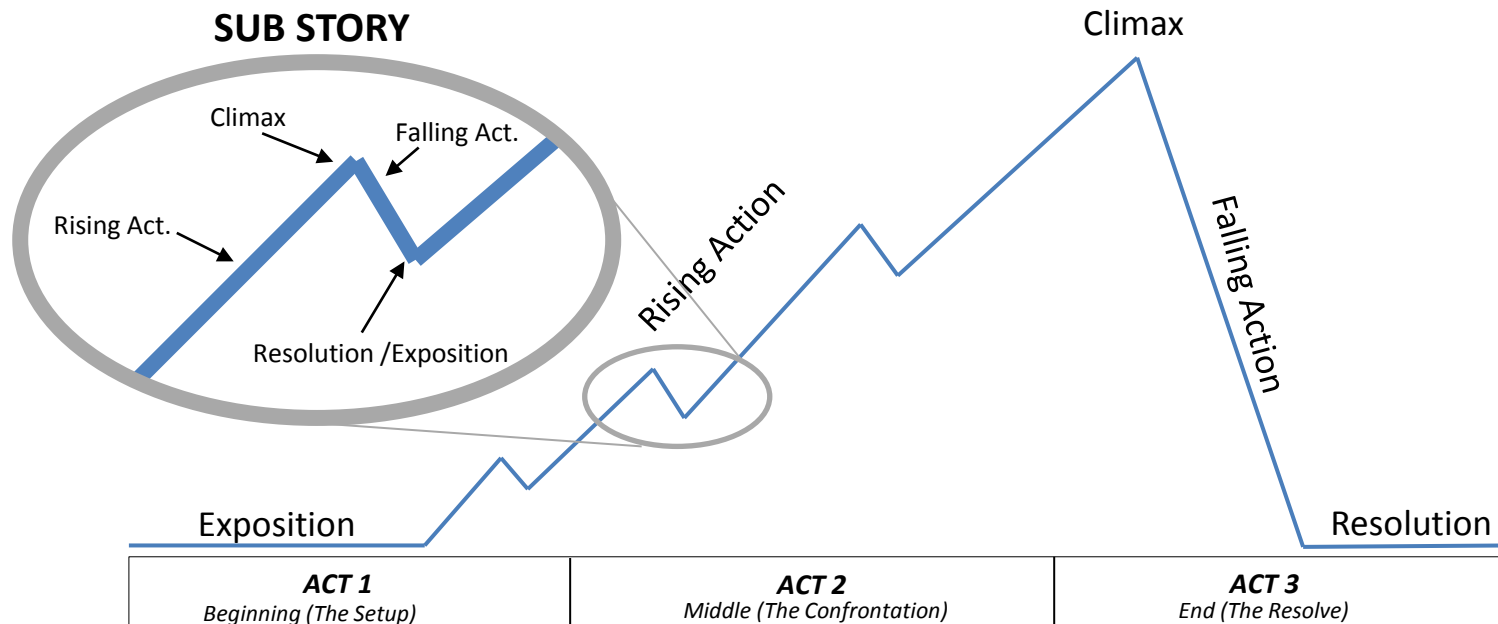 SUB STORY
Climax
Climax
Falling Act.
Rising Act.
Resolution /Exposition
Rising Action
Falling Action
Exposition
Resolution
ACT 1
Beginning (The Setup)
ACT 2
Middle (The Confrontation)
ACT 3
End (The Resolve)